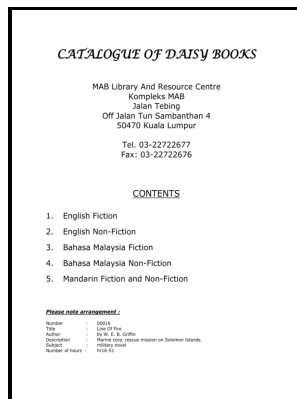 CATALOGUE OF DAISY BOOKS
MAB Library And Resource Centre
Kompleks MAB
Jalan Tebing
Off Jalan Tun Sambanthan 4
50470 Kuala Lumpur
Tel. 03-22722677
Fax: 03-22722676
CONTENTS
1. English Fiction
2. English Non-Fiction
3. Bahasa Malaysia Fiction
4. Bahasa Malaysia Non-Fiction
5. Mandarin Fiction and Non-Fiction
Please note arrangement :
Number : 00016
Title : Line Of Fire
Author : by W. E. B. Griffin
Description : Marine corp. rescue mission on Solomon Islands.
Subject : military novel
Number of hours : hr16-51